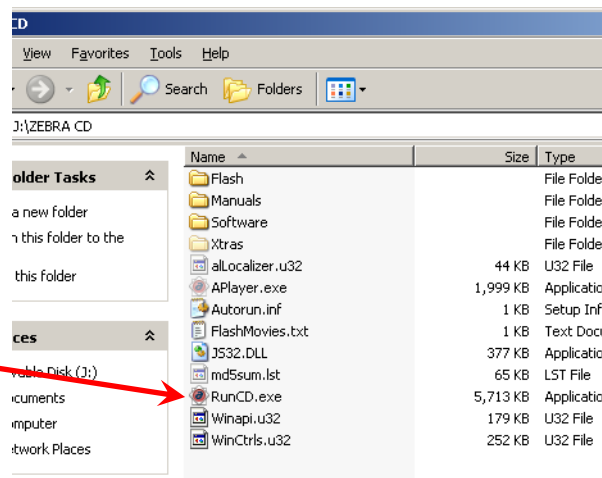 CD
View Favorites Tools Help
Search Folders
J:\ZEBRA CD
Name Size Type
older Tasks
a new folder
this folder to the
this folder
ces
Disk (J:)
ocuments
omputer
etwork Places
Flash File Folde
Manuals File Folde
Software File Folde
Xtras File Folde
alLocalizer.u32 44 KB U32 File
APlayer.exe 1,999 KB Applicatio
Autorun.inf 1 KB Setup Inf
FlashMovies.txt 1 KB Text Docu
JS32.DLL 377 KB Applicatio
md5sum.lst 65 KB LST File
RunCD.exe 5,713 KB Applicatio
Winapi.u32 179 KB U32 File
WinCtrls.u32 252 KB U32 File